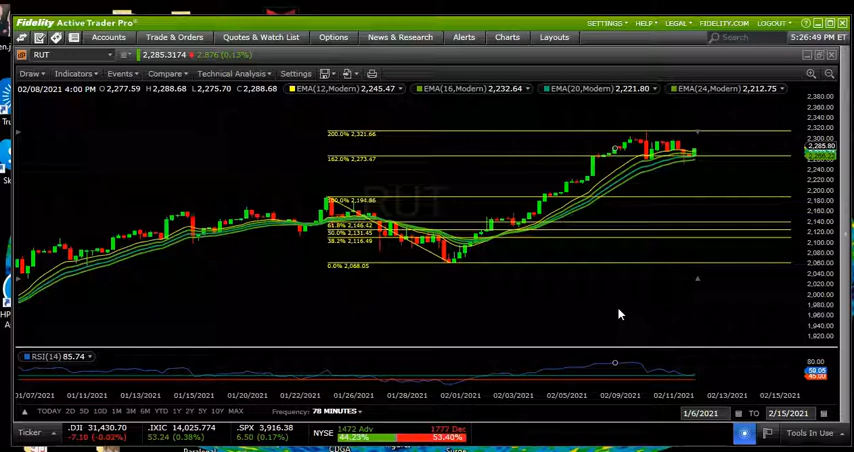 Fidelity Active Trader Pro® SETTINGS HELP LEGAL FIDELITY.COM LOGOUT
Accounts Trade & Orders Quotes & Watch List Options News & Research Alerts Charts Layouts Search
RUT 2,285.3174 2.876 (0.13%) 5:26:49 PM ET
Draw Indicators Events Compare Technical Analysis Settings
02/08/2021 4:00 PM O 2,277.59 H 2,288.68 L 2,275.70 C 2,288.68 EMA(12,Modern) 2,245.47 EMA(16,Modern) 2,232.64 EMA(20,Modern) 2,221.80 EMA(24,Modern) 2,212.75
2,380.00
2,360.00
2,340.00
2,320.00
200.0% 2,321.66
2,300.00
2,285.80
162.0% 2,273.47
2,240.00
2,220.00
2,200.00
100.0% 2,194.86
RUT
2,180.00
2,160.00
2,140.00
61.8% 2,146.42
50.0% 2,131.45
2,120.00
38.2% 2,116.49
2,100.00
2,080.00
0.0% 2,068.05
2,060.00
2,040.00
2,020.00
2,000.00
1,980.00
1,960.00
1,940.00
1,920.00
RSI(14) 85.74
80.00
45.00
01/07/2021 01/11/2021 01/13/2021 01/15/2021 01/20/2021 01/22/2021 01/26/2021 01/28/2021 02/01/2021 02/03/2021 02/05/2021 02/09/2021 02/11/2021 02/13/2021 02/15/2021
TODAY 2D 5D 10D 1M 3M 6M YTD 1Y 2Y 5Y 10Y MAX Frequency: 78 MINUTES 1/6/2021 2/15/2021
Ticker .DJI 31,430.70 .IXIC 14,025.774 .SPX 3,916.38 NYSE 1472 Adv 1777 Dec Tools In Use
-7.10 (-0.02%) 53.24 (0.38%) 6.50 (0.17%) 44.23% 53.40%